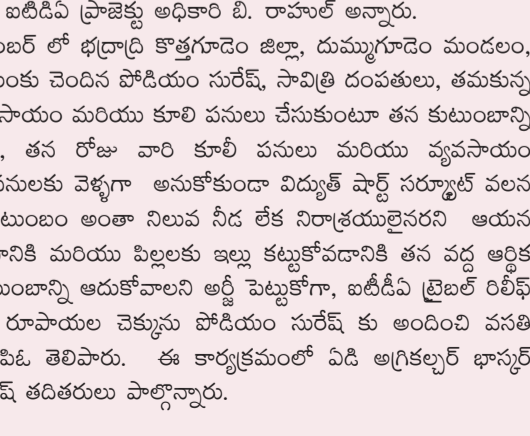 ఐటిడిఏ ప్రాజెక్టు అధికారి బి. రాహుల్ అన్నారు.
ంబర్ లో భద్రాద్రి కొత్తగూడెం జిల్లా, దుమ్ముగూడెం మండలం,
ుంకు చెందిన పోడియం సురేష్, సావిత్రి దంపతులు, తమకున్న
సాయం మరియు కూలి పనులు చేసుకుంటూ తన కుటుంబాన్ని
, తన రోజు వారి కూలీ పనులు మరియు వ్యవసాయం
పనులకు వెళ్ళగా అనుకోకుండా విద్యుత్ షార్ట్ సర్క్యూట్ వలన
టుంబం అంతా నిలువ నీడ లేక నిరాశ్రయులైనరని ఆయన
ానికి మరియు పిల్లలకు ఇల్లు కట్టుకోవడానికి తన వద్ద ఆర్థిక
ుంబాన్ని ఆదుకోవాలని అర్జీ పెట్టుకోగా, ఐటీడీఏ ట్రైబల్ రిలీఫ్
రూపాయల చెక్కును పోడియం సురేష్ కు అందించి వసతి
పిఓ తెలిపారు. ఈ కార్యక్రమంలో ఏడి అగ్రికల్చర్ భాస్కర్
ష్ తదితరులు పాల్గొన్నారు.